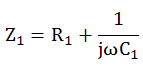 Z₁ = R₁ + 1/(jωC₁)